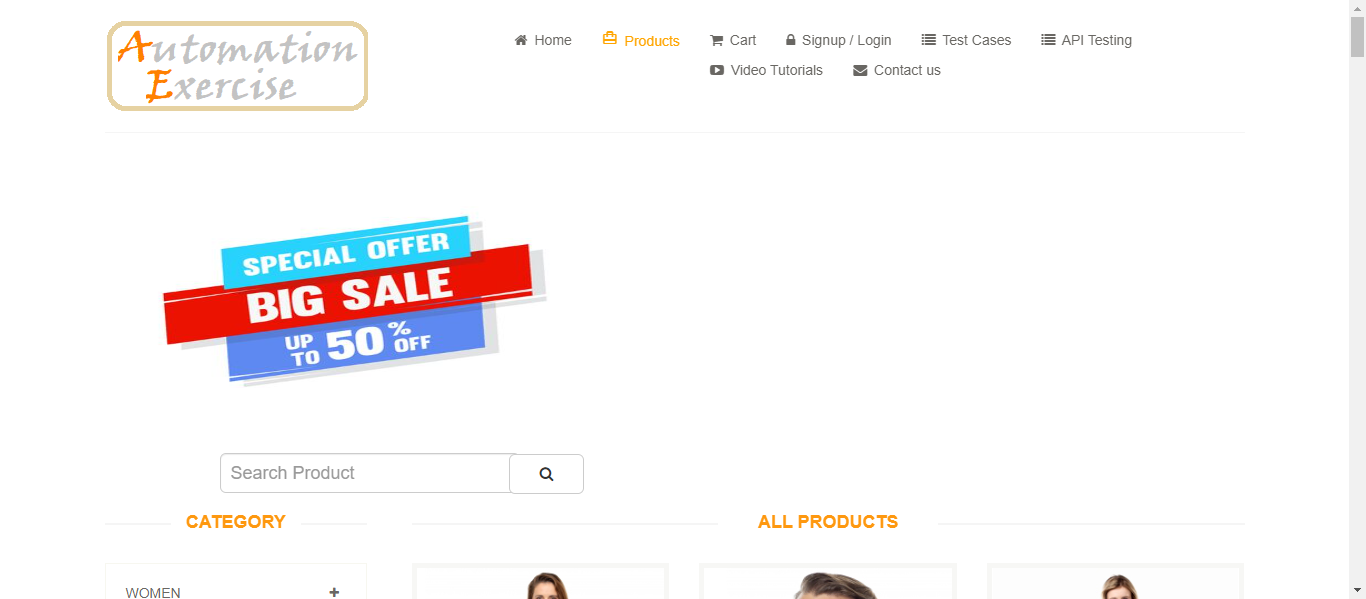 Automation
Exercise
Home Products Cart Signup / Login Test Cases API Testing
Video Tutorials Contact us
SPECIAL OFFER
BIG SALE
UP TO 50% OFF
Search Product
CATEGORY
ALL PRODUCTS
WOMEN